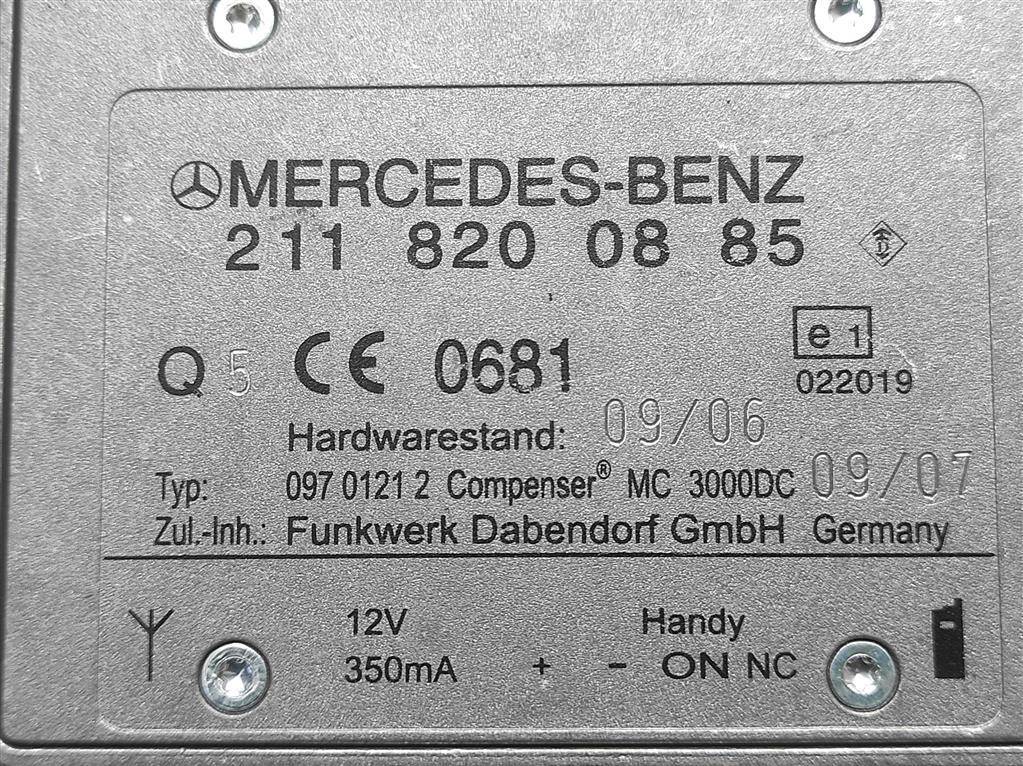 MERCEDES-BENZ
211 820 08 85
Q 5 CE 0681 e 1
022019
Hardwarestand: 09/06
Typ: 097 0121 2 Compenser® MC 3000DC 09/07
Zul.-Inh.: Funkwerk Dabendorf GmbH Germany
12V Handy
350mA + - ON NC